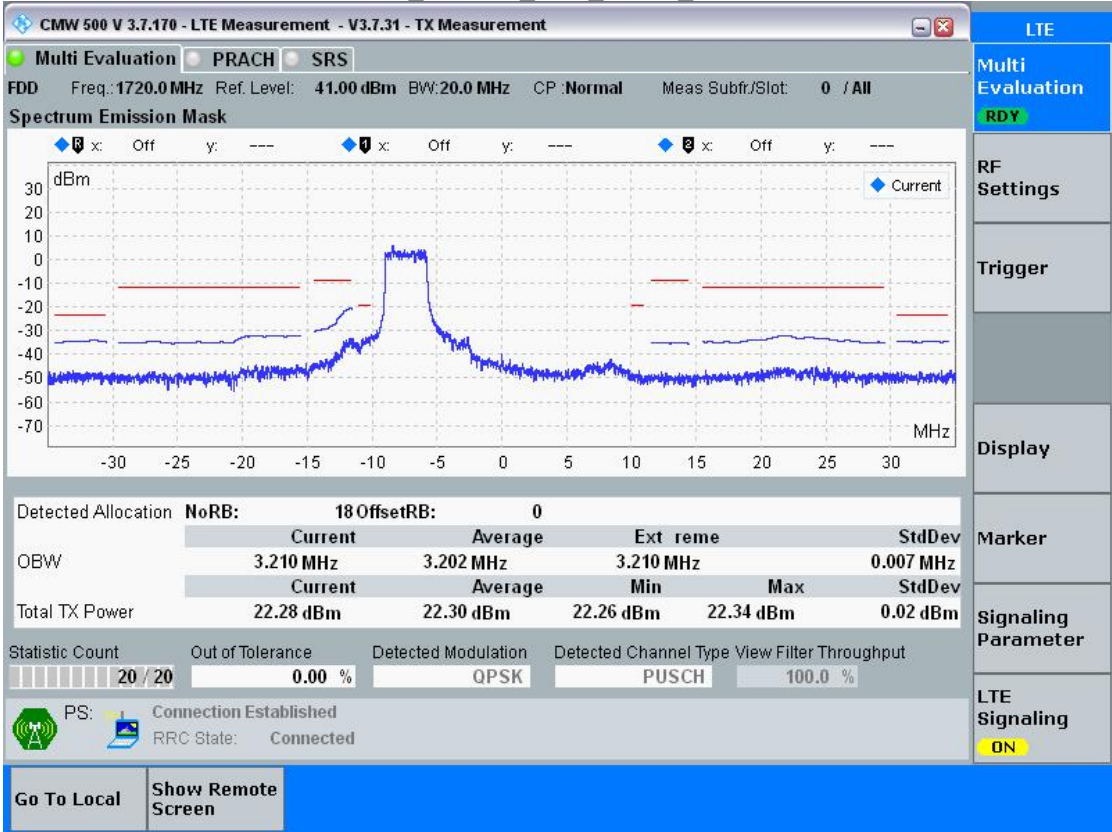 CMW 500 V 3.7.170 - LTE Measurement - V3.7.31 - TX Measurement
LTE
Multi Evaluation PRACH SRS
FDD Freq.: 1720.0 MHz Ref. Level: 41.00 dBm BW: 20.0 MHz CP : Normal Meas Subfr./Slot: 0 / All
Spectrum Emission Mask
R x: Off y: --- 1 x: Off y: --- 2 x: Off y: ---
dBm
Current
30
20
10
0
-10
-20
-30
-40
-50
-60
-70
MHz
-30 -25 -20 -15 -10 -5 0 5 10 15 20 25 30
Detected Allocation NoRB: 18 OffsetRB: 0
Current Average Ext reme StdDev
OBW 3.210 MHz 3.202 MHz 3.210 MHz 0.007 MHz
Current Average Min Max StdDev
Total TX Power 22.28 dBm 22.30 dBm 22.26 dBm 22.34 dBm 0.02 dBm
Statistic Count Out of Tolerance Detected Modulation Detected Channel Type View Filter Throughput
20 / 20 0.00 % QPSK PUSCH 100.0 %
PS: Connection Established
RRC State: Connected
Multi
Evaluation
RDY
RF
Settings
Trigger
Display
Marker
Signaling
Parameter
LTE
Signaling
ON
Go To Local
Show Remote
Screen